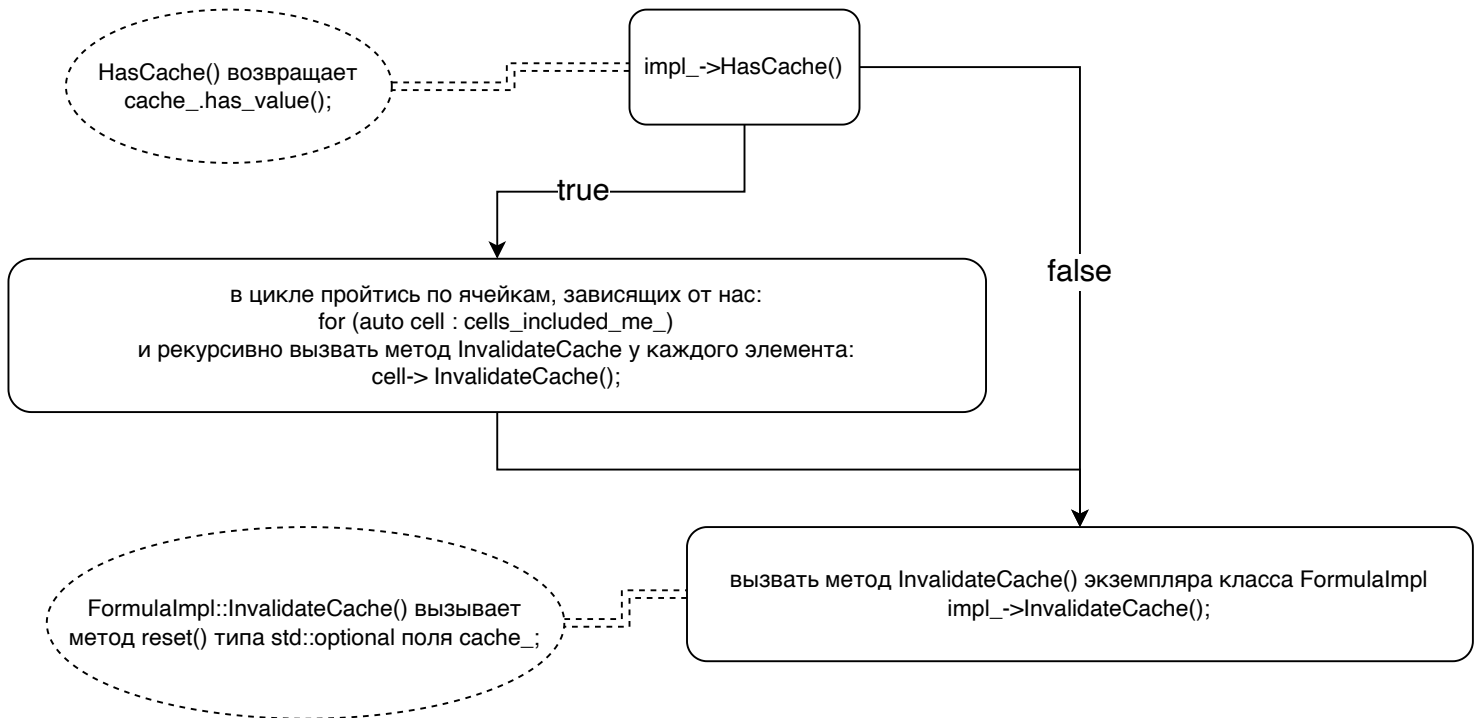 HasCache() возвращает
cache_.has_value();
impl_->HasCache()
true
false
в цикле пройтись по ячейкам, зависящих от нас:
for (auto cell : cells_included_me_)
и рекурсивно вызвать метод InvalidateCache у каждого элемента:
cell-> InvalidateCache();
FormulaImpl::InvalidateCache() вызывает
метод reset() типа std::optional поля cache_;
вызвать метод InvalidateCache() экземпляра класса FormulaImpl
impl_->InvalidateCache();